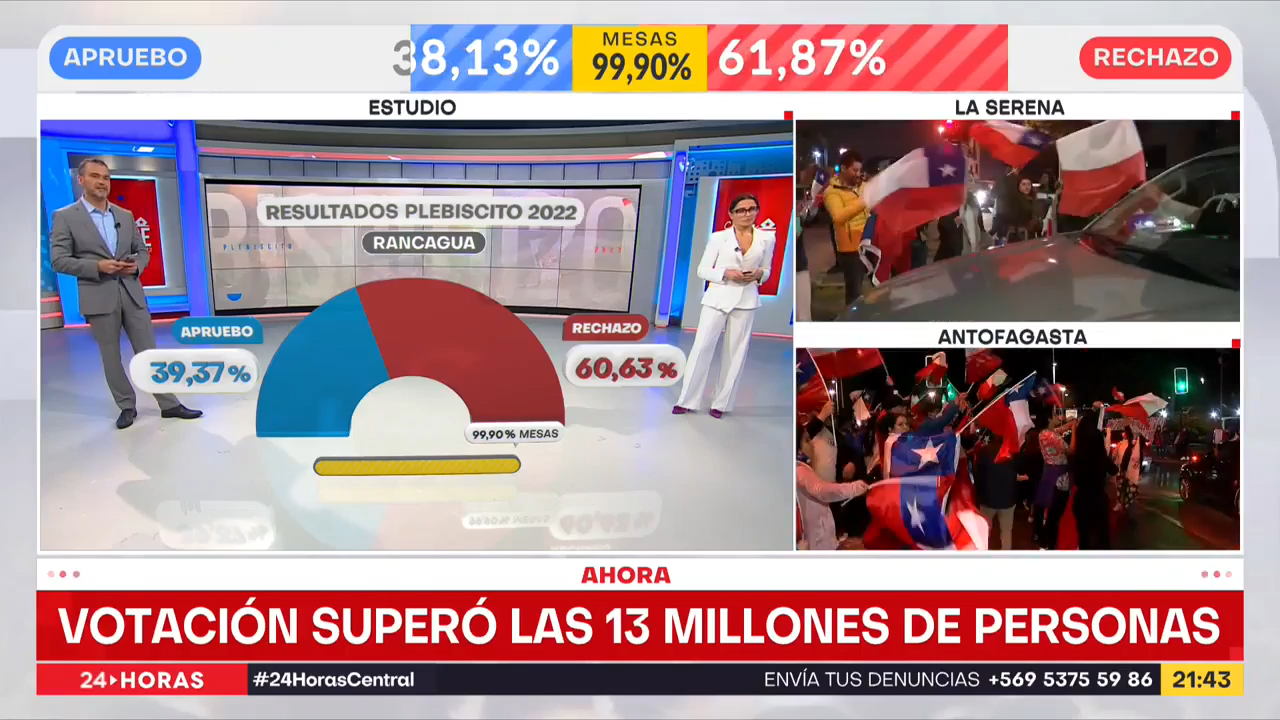 APRUEBO
38,13%
MESAS
99,90%
61,87%
RECHAZO
ESTUDIO
LA SERENA
RESULTADOS PLEBISCITO 2022
RANCAGUA
PLEBISCITO
APRUEBO
39,37%
RECHAZO
60,63%
99,90% MESAS
ANTOFAGASTA
AHORA
VOTACIÓN SUPERÓ LAS 13 MILLONES DE PERSONAS
24 HORAS
#24HorasCentral
ENVÍA TUS DENUNCIAS +569 5375 59 86
21:43